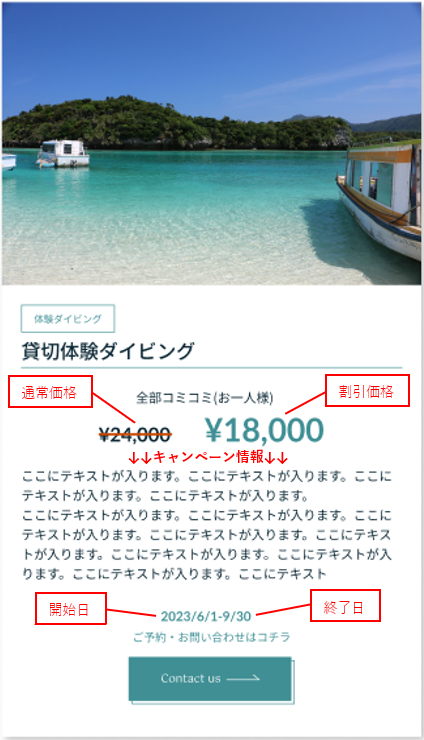 体験ダイビング
貸切体験ダイビング
通常価格
割引価格
全部コミコミ(お一人様)
¥24,000
¥18,000
↓↓キャンペーン情報↓↓
ここにテキストが入ります。ここにテキストが入ります。ここに
テキストが入ります。ここにテキストが入ります。
ここにテキストが入ります。ここにテキストが入ります。ここに
テキストが入ります。ここにテキストが入ります。ここにテキス
トが入ります。ここにテキストが入ります。ここにテキストが入
ります。ここにテキストが入ります。ここにテキスト
開始日
2023/6/1-9/30
終了日
ご予約・お問い合わせはコチラ
Contact us